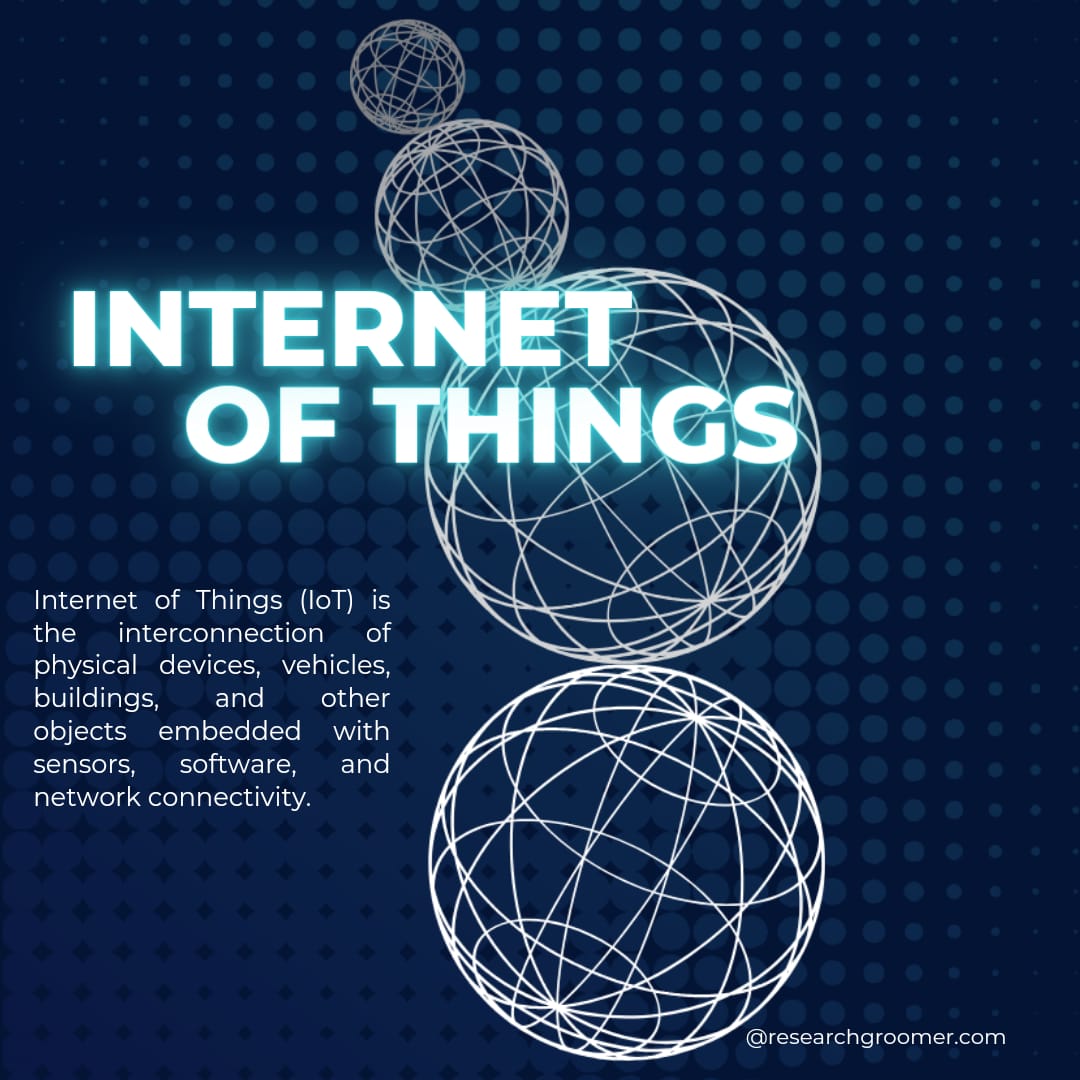 INTERNET
OF THINGS
Internet of Things (IoT) is
the interconnection of
physical devices, vehicles,
buildings, and other
objects embedded with
sensors, software, and
network connectivity.
@researchgroomer.com